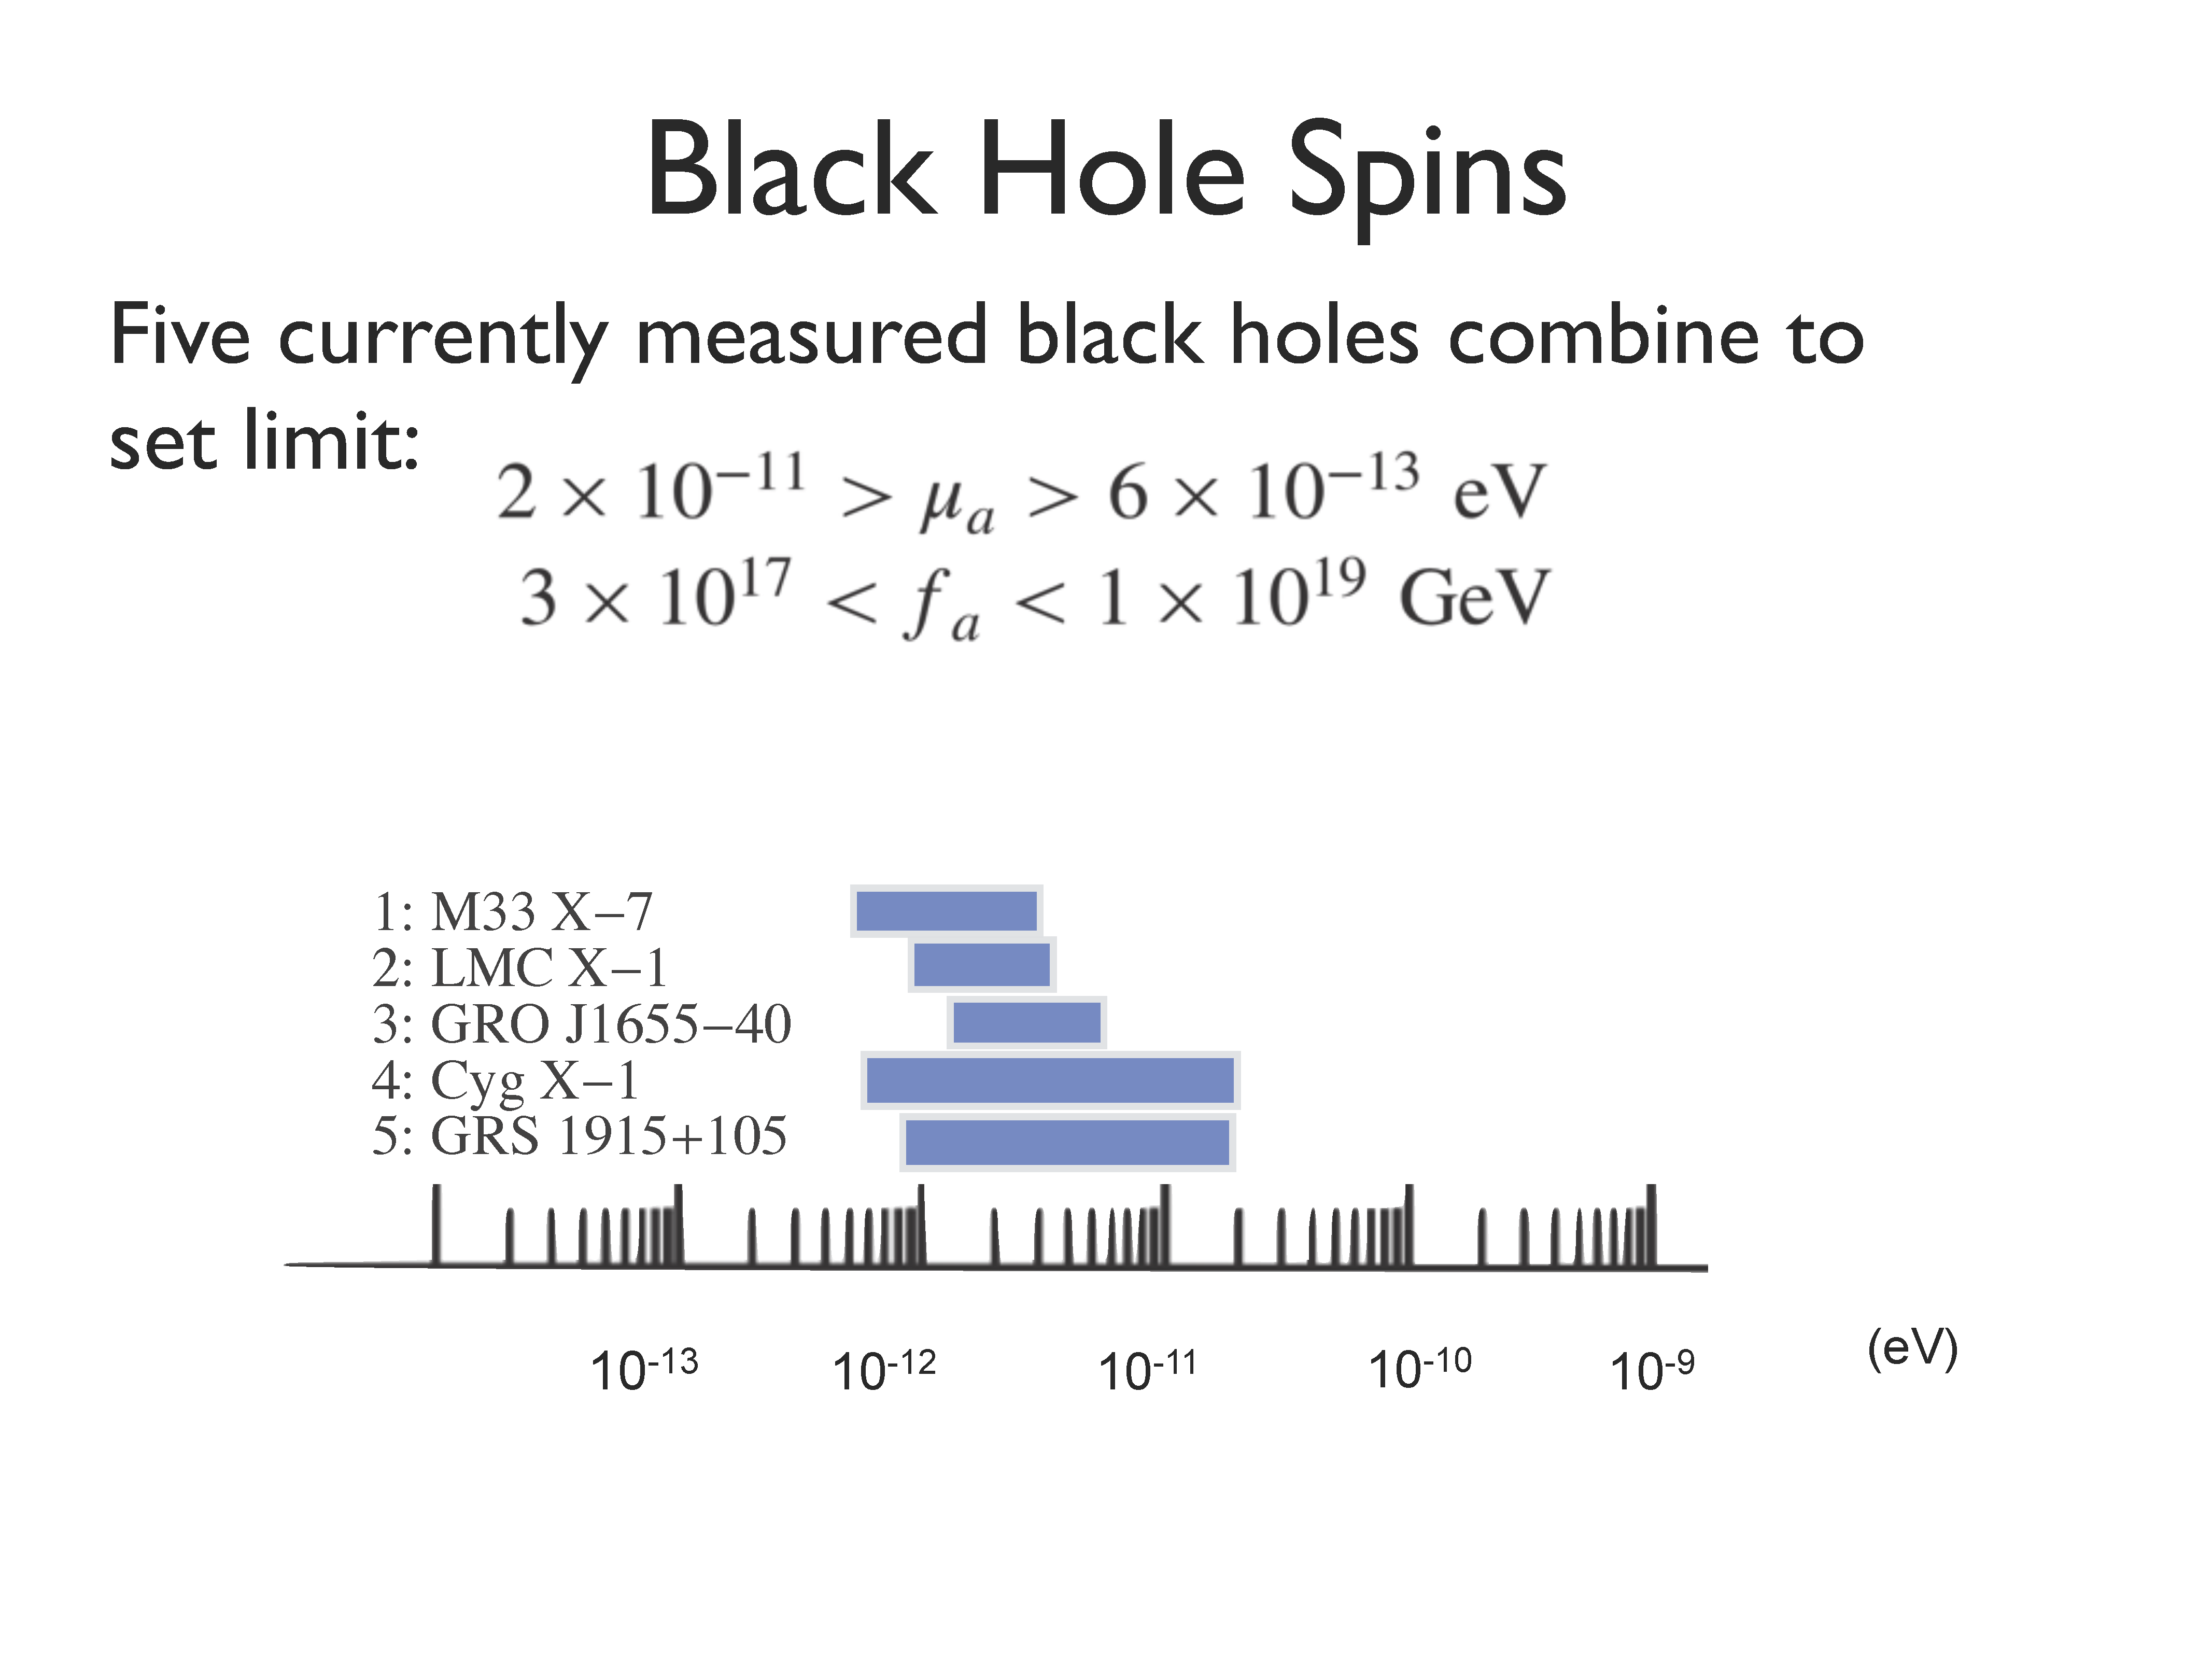 Black Hole Spins
Five currently measured black holes combine to
set limit:
2 × 10⁻¹¹ > μₐ > 6 × 10⁻¹³ eV
3 × 10¹⁷ < fₐ < 1 × 10¹⁹ GeV
1: M33 X−7
2: LMC X−1
3: GRO J1655−40
4: Cyg X−1
5: GRS 1915+105
10⁻¹³ 10⁻¹² 10⁻¹¹ 10⁻¹⁰ 10⁻⁹ (eV)